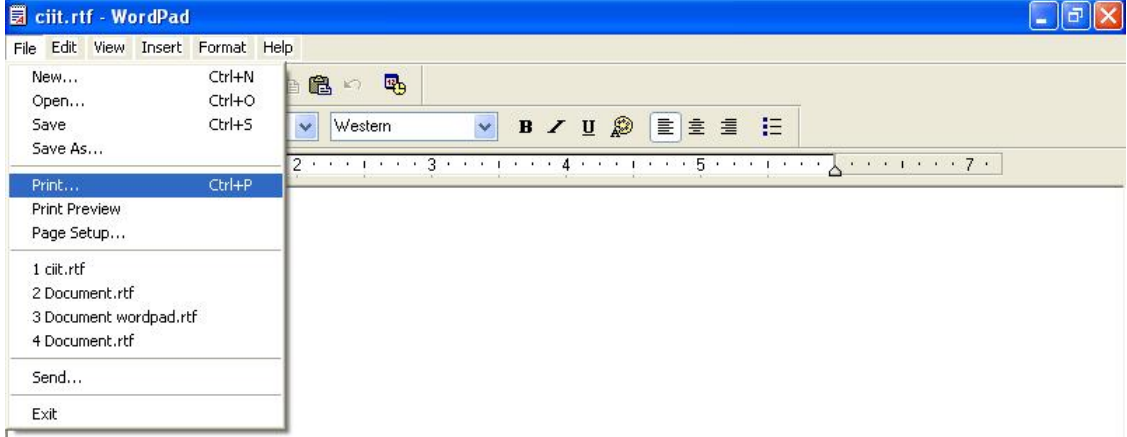 ciit.rtf - WordPad
File Edit View Insert Format Help
New... Ctrl+N
Open... Ctrl+O
Save Ctrl+S
Save As...
Western B I U
2 3 4 5 7
Print... Ctrl+P
Print Preview
Page Setup...
1 ciit.rtf
2 Document.rtf
3 Document wordpad.rtf
4 Document.rtf
Send...
Exit